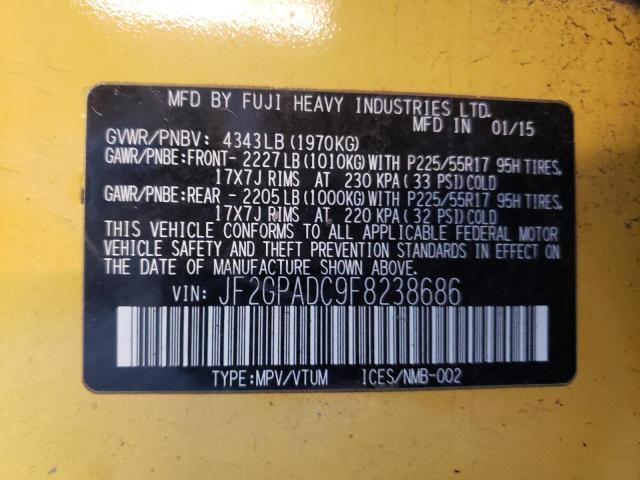 MFD BY FUJI HEAVY INDUSTRIES LTD.
MFD IN 01/15
GVWR/PNBV: 4343LB (1970KG)
GAWR/PNBE:FRONT- 2227LB (1010KG) WITH P225/55R17 95H TIRES,
17X7J RIMS AT 230 KPA ( 33 PSI) COLD
GAWR/PNBE:REAR - 2205LB (1000KG) WITH P225/55R17 95H TIRES,
17X7J RIMS AT 220 KPA ( 32 PSI) COLD
THIS VEHICLE CONFORMS TO ALL APPLICABLE FEDERAL MOTOR
VEHICLE SAFETY AND THEFT PREVENTION STANDARDS IN EFFECT ON
THE DATE OF MANUFACTURE SHOWN ABOVE.
VIN: JF2GPADC9F8238686
TYPE:MPV/VTUM ICES/NMB-002